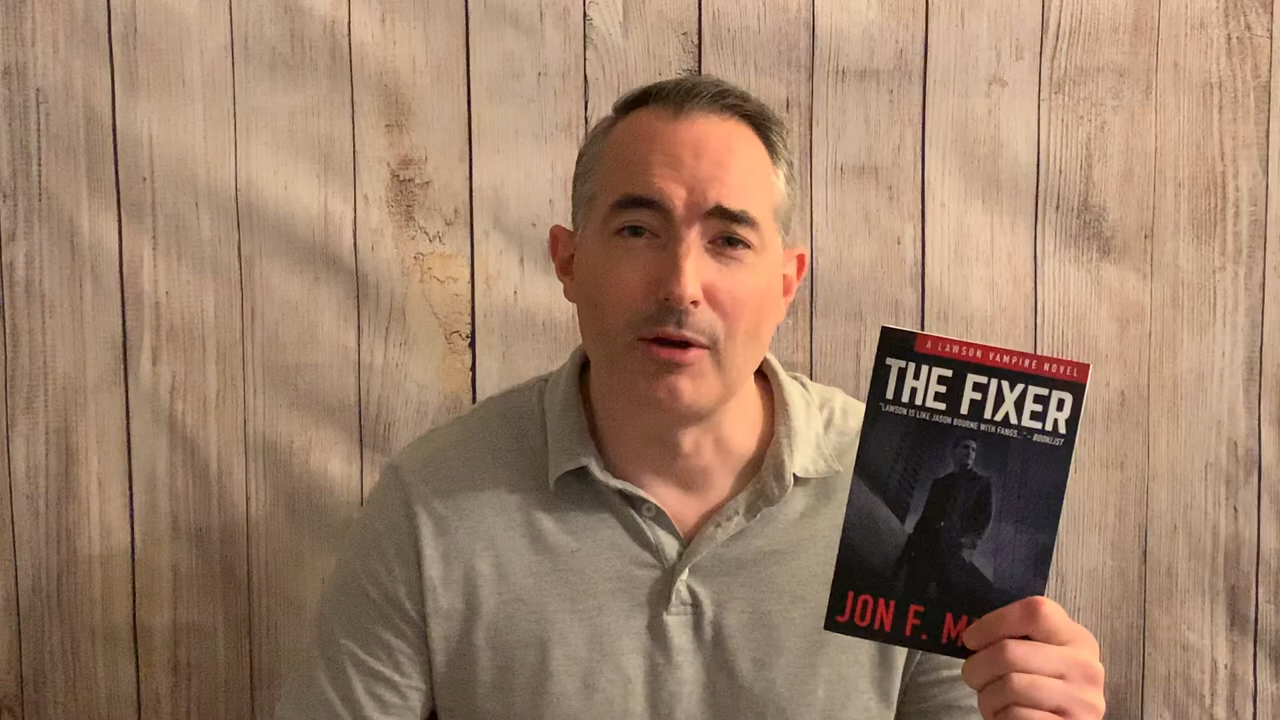 A LAWSON VAMPIRE NOVEL
THE FIXER
"LAWSON IS LIKE JASON BOURNE WITH FANGS..." - BOOKLIST
JON F.